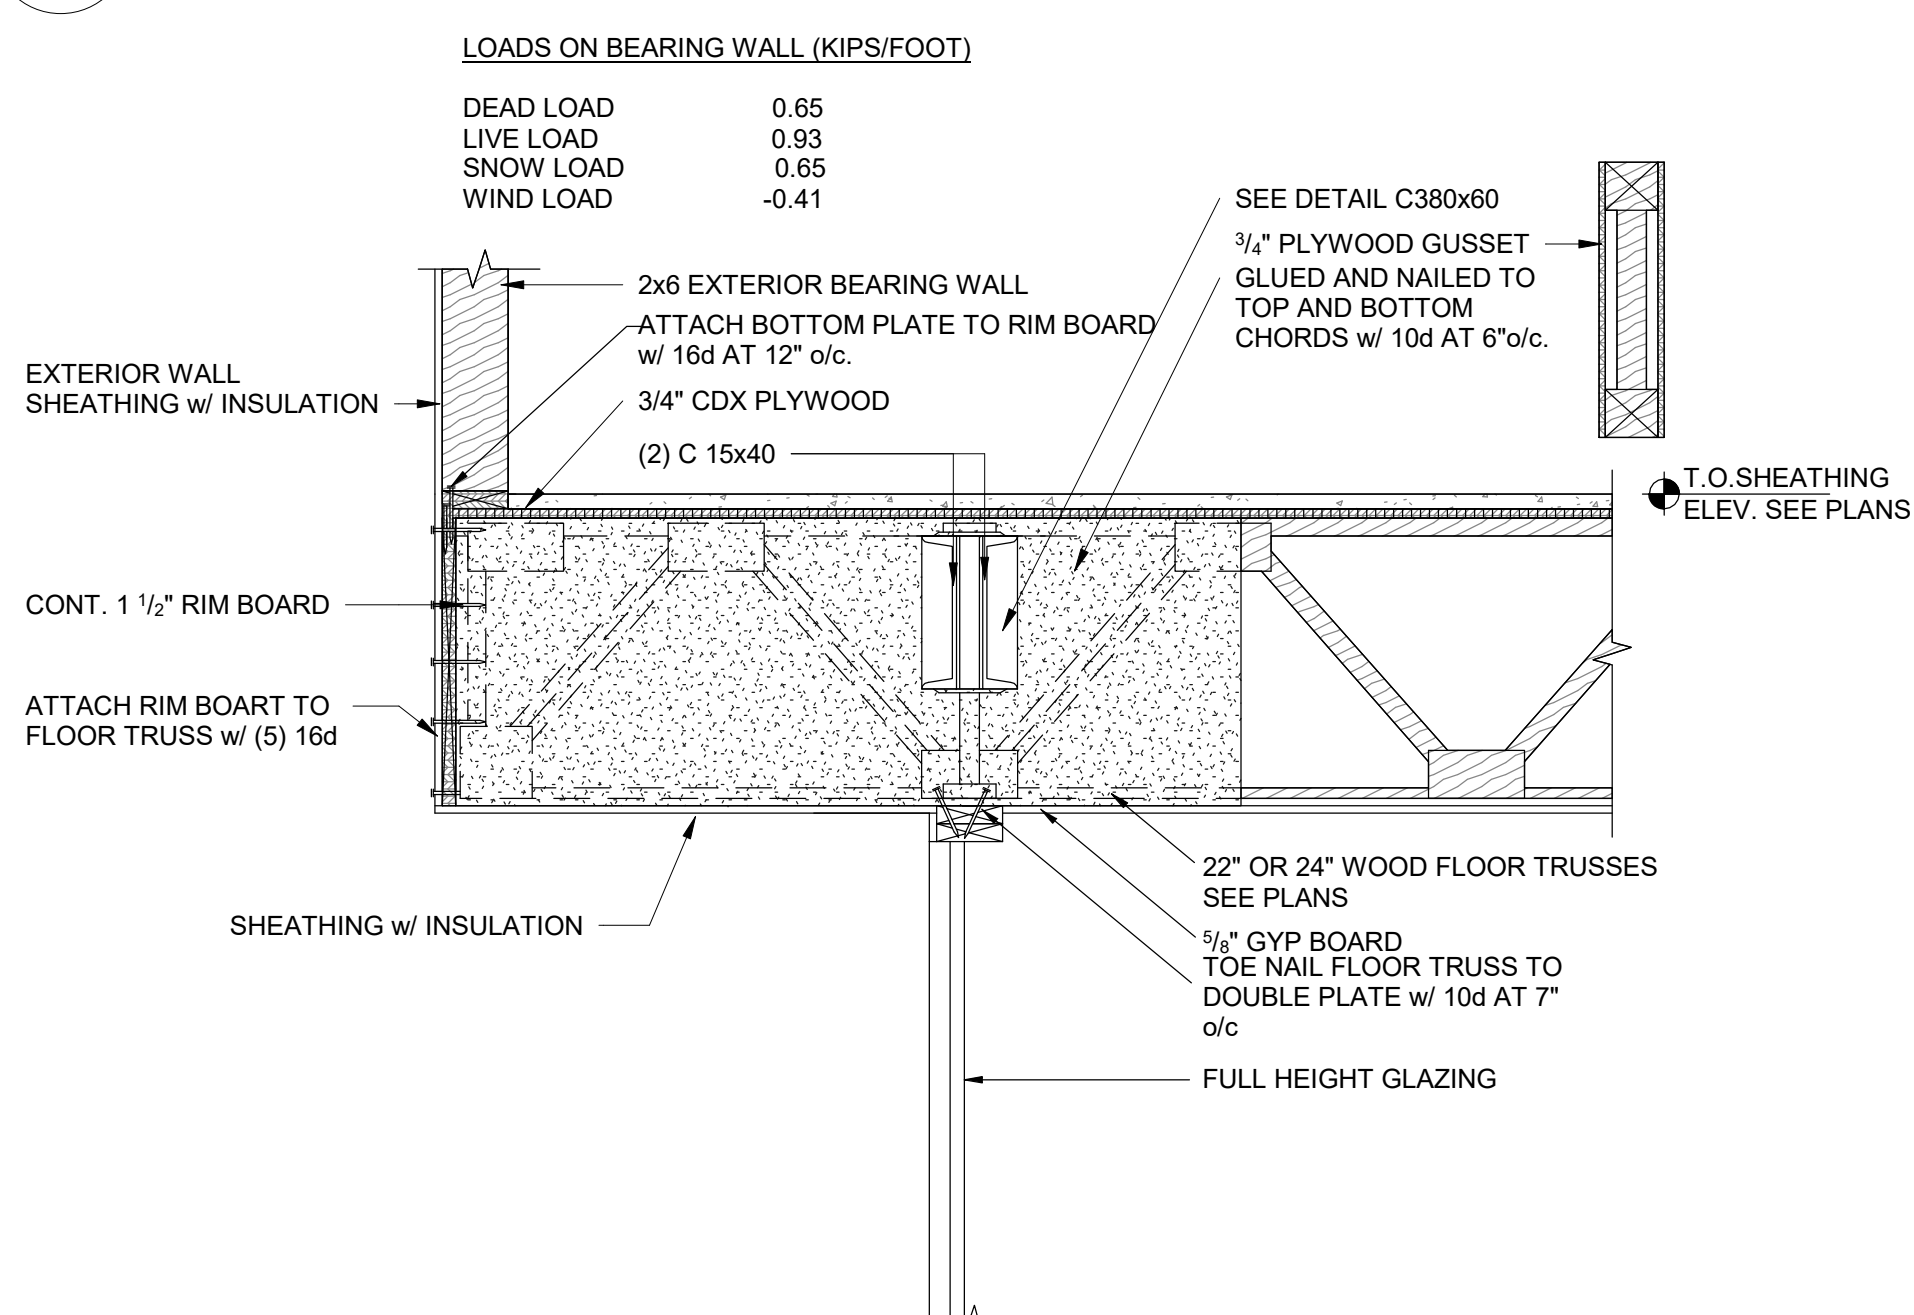 LOADS ON BEARING WALL (KIPS/FOOT)
DEAD LOAD 0.65
LIVE LOAD 0.93
SNOW LOAD 0.65
WIND LOAD -0.41
SEE DETAIL C380x60
3/4" PLYWOOD GUSSET
GLUED AND NAILED TO
TOP AND BOTTOM
CHORDS w/ 10d AT 6"o/c.
2x6 EXTERIOR BEARING WALL
ATTACH BOTTOM PLATE TO RIM BOARD
w/ 16d AT 12" o/c.
EXTERIOR WALL
SHEATHING w/ INSULATION
3/4" CDX PLYWOOD
(2) C 15x40
T.O.SHEATHING
ELEV. SEE PLANS
CONT. 1 1/2" RIM BOARD
ATTACH RIM BOART TO
FLOOR TRUSS w/ (5) 16d
22" OR 24" WOOD FLOOR TRUSSES
SEE PLANS
SHEATHING w/ INSULATION
5/8" GYP BOARD
TOE NAIL FLOOR TRUSS TO
DOUBLE PLATE w/ 10d AT 7"
o/c
FULL HEIGHT GLAZING